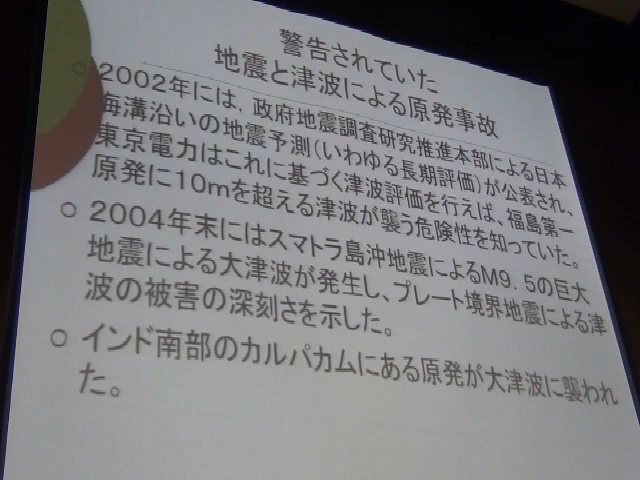 警告されていた
地震と津波による原発事故
○ 2002年には，政府地震調査研究推進本部による日本
海溝沿いの地震予測（いわゆる長期評価）が公表され、
東京電力はこれに基づく津波評価を行えば、福島第一
原発に10mを超える津波が襲う危険性を知っていた。
○ 2004年末にはスマトラ島沖地震によるM9．5の巨大
地震による大津波が発生し、プレート境界地震による津
波の被害の深刻さを示した。
○ インド南部のカルパカムにある原発が大津波に襲われ
た。